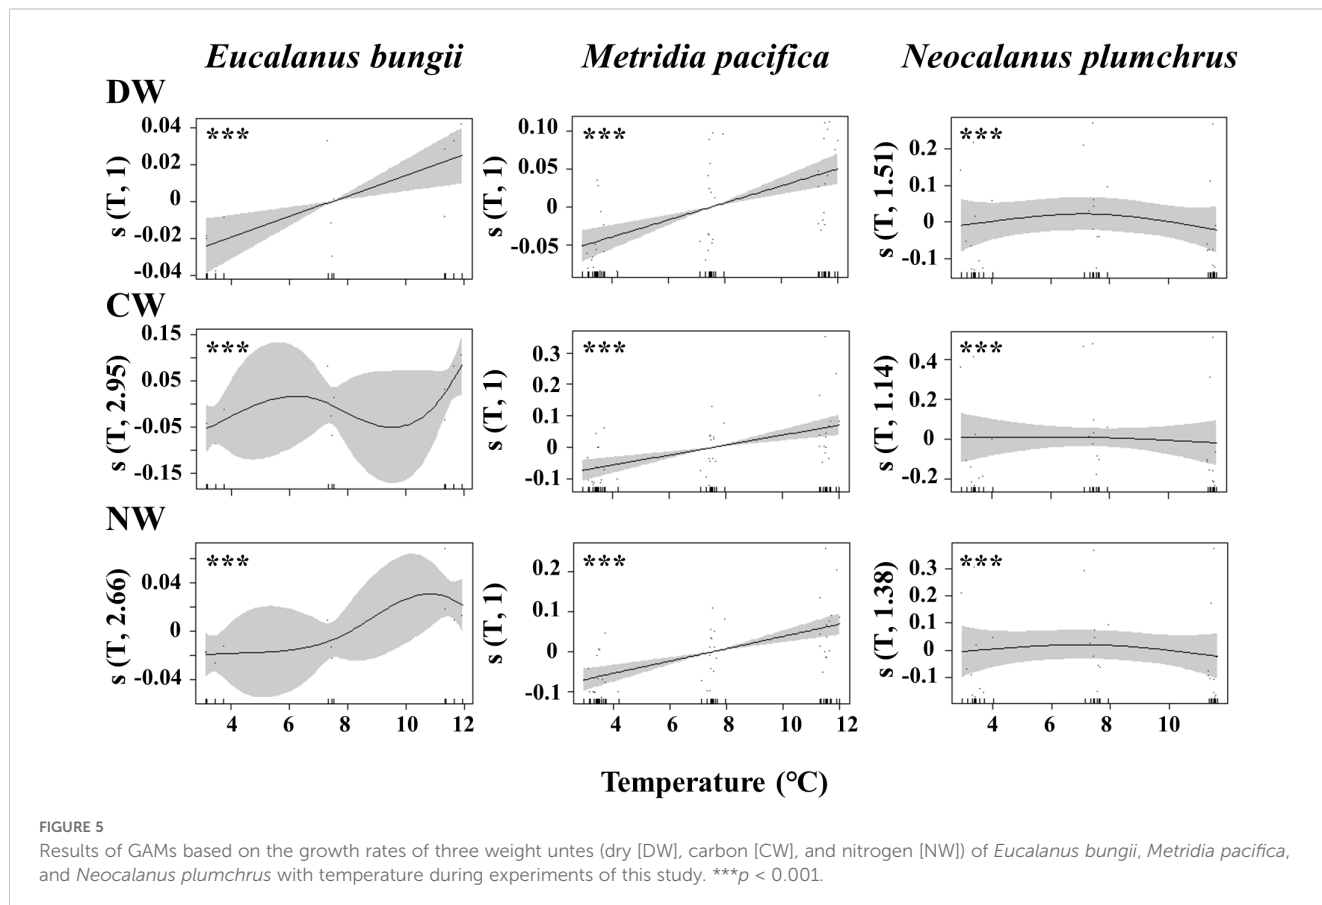 Eucalanus bungii Metridia pacifica Neocalanus plumchrus
DW
s (T, 1)
0.04
0.02
0
-0.02
-0.04
***
s (T, 1)
0.10
0.05
0
-0.05
***
s (T, 1.51)
0.2
0.1
0
-0.1
***
CW
s (T, 2.95)
0.15
0.05
-0.05
-0.15
***
s (T, 1)
0.3
0.2
0.1
0
-0.1
***
s (T, 1.14)
0.4
0.2
0
-0.2
***
NW
s (T, 2.66)
0.04
0
-0.04
***
s (T, 1)
0.2
0.1
0
-0.1
***
s (T, 1.38)
0.3
0.2
0.1
0
-0.1
***
4 6 8 10 12 4 6 8 10 12 4 6 8 10
Temperature (°C)
FIGURE 5
Results of GAMs based on the growth rates of three weight untes (dry [DW], carbon [CW], and nitrogen [NW]) of Eucalanus bungii, Metridia pacifica,
and Neocalanus plumchrus with temperature during experiments of this study. ***p < 0.001.